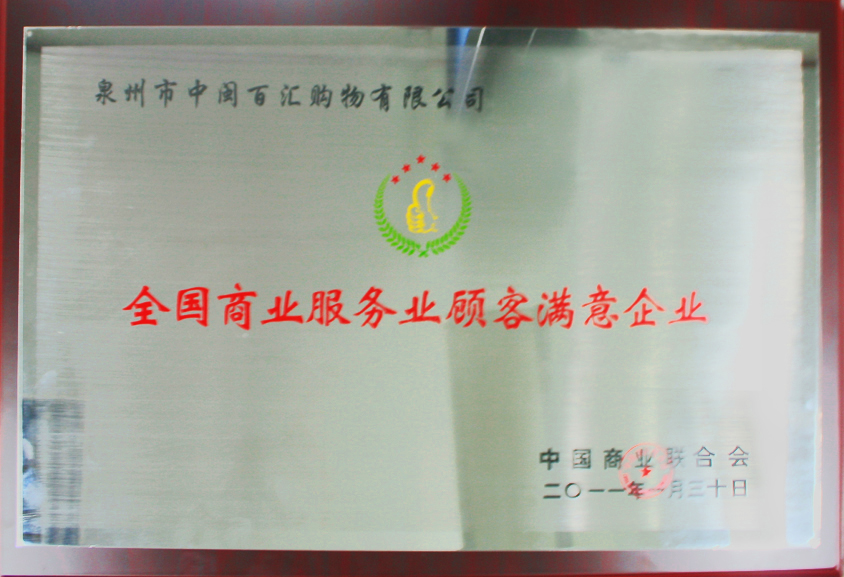 泉州市中闽百汇购物有限公司
全国商业服务业顾客满意企业
中国商业联合会
二〇一一年一月三十日